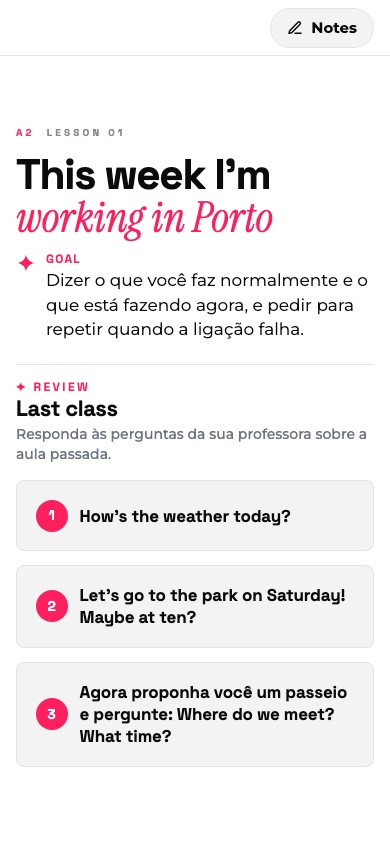 Notes
A2 LESSON 01
This week I'm
working in Porto
GOAL
Dizer o que você faz normalmente e o
que está fazendo agora, e pedir para
repetir quando a ligação falha.
REVIEW
Last class
Responda às perguntas da sua professora sobre a
aula passada.
1 How's the weather today?
2 Let's go to the park on Saturday!
Maybe at ten?
3 Agora proponha você um passeio
e pergunte: Where do we meet?
What time?